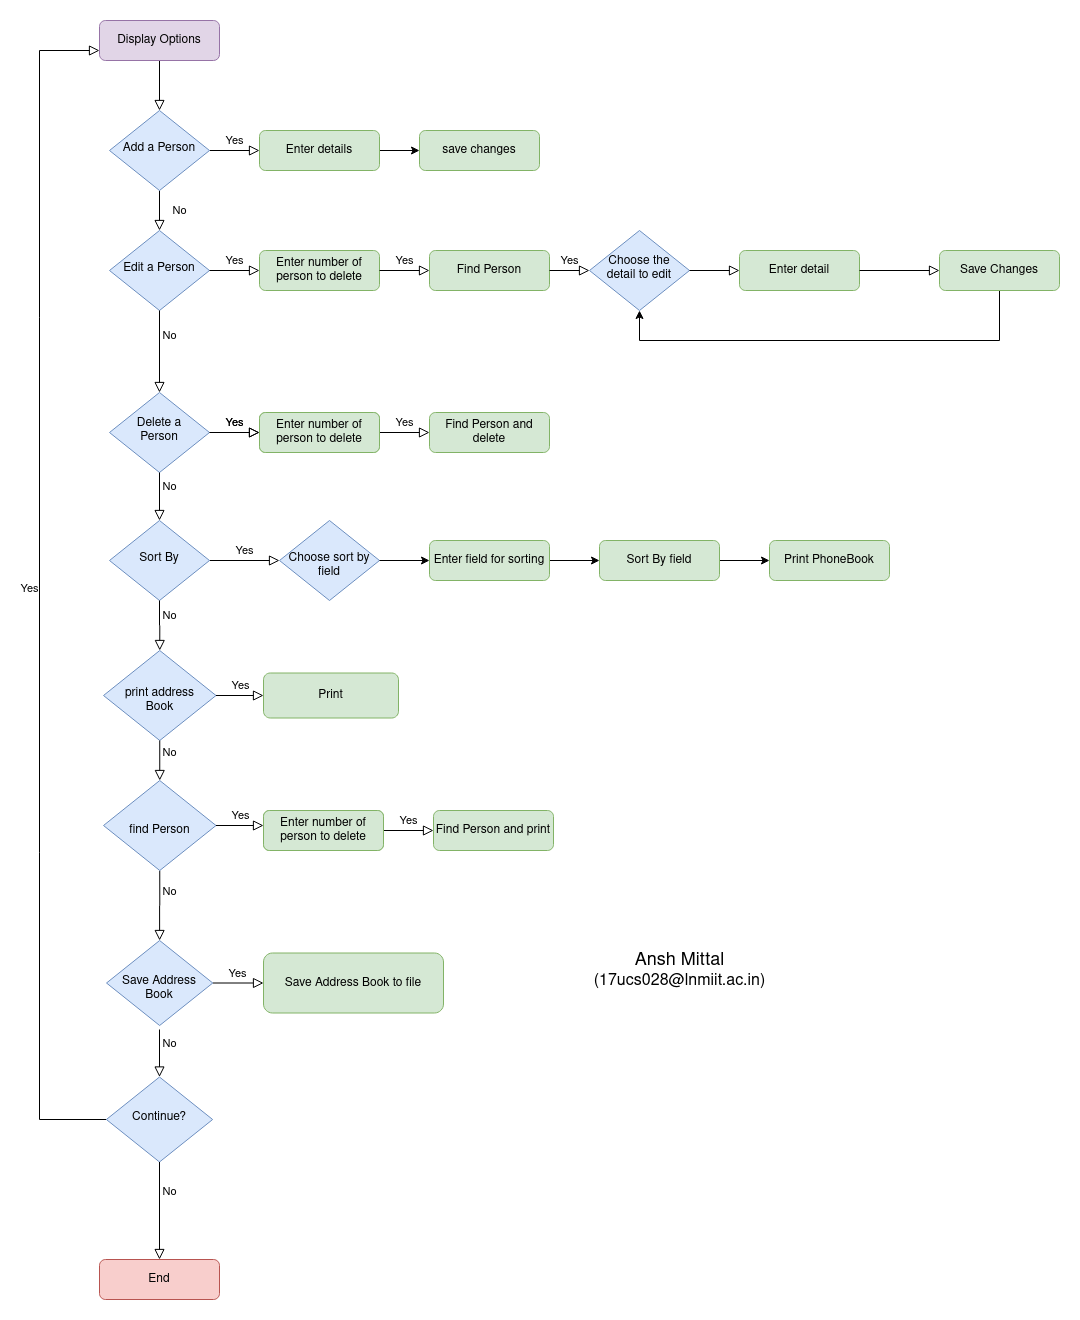 Display Options
Add a Person
Yes
Enter details
save changes
No
Edit a Person
Yes
Enter number of
person to delete
Yes
Find Person
Yes
Choose the
detail to edit
Enter detail
Save Changes
No
Delete a
Person
Yes
Enter number of
person to delete
Yes
Find Person and
delete
No
Sort By
Yes
Choose sort by
field
Enter field for sorting
Sort By field
Print PhoneBook
Yes
No
print address
Book
Yes
Print
No
find Person
Yes
Enter number of
person to delete
Yes
Find Person and print
No
Save Address
Book
Yes
Save Address Book to file
Ansh Mittal
(17ucs028@lnmiit.ac.in)
No
Continue?
No
End